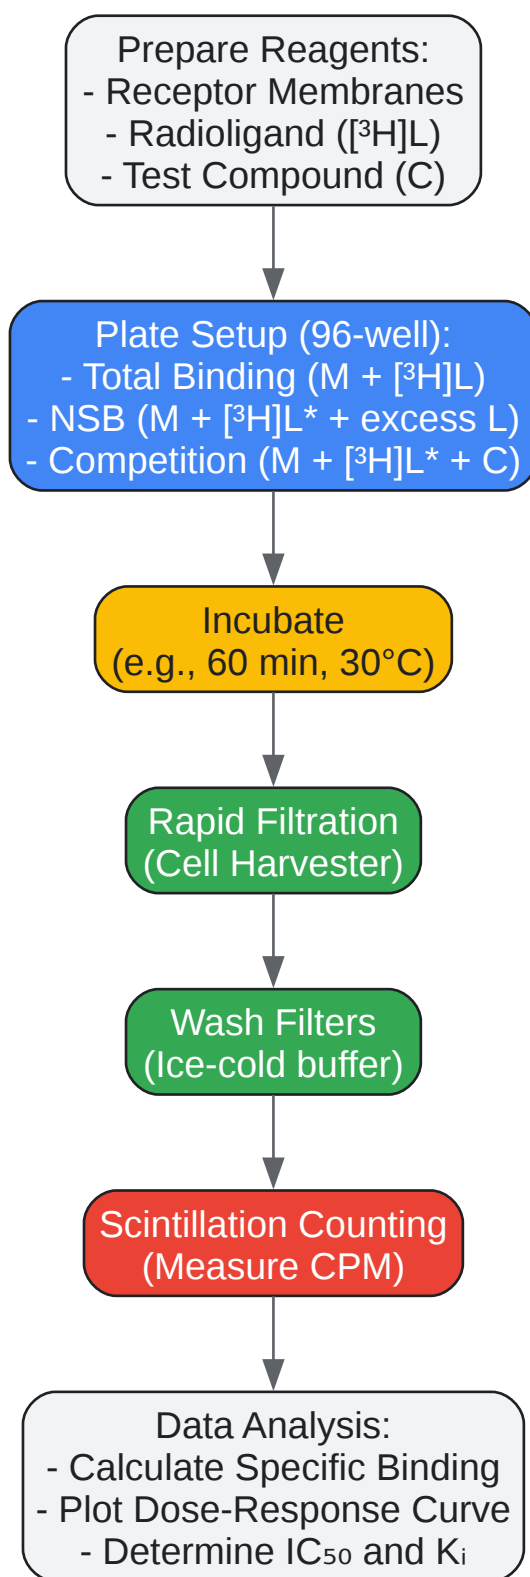 Prepare Reagents:
- Receptor Membranes
- Radioligand ([³H]L)
- Test Compound (C)
Plate Setup (96-well):
- Total Binding (M + [³H]L)
- NSB (M + [³H]L* + excess L)
- Competition (M + [³H]L* + C)
Incubate
(e.g., 60 min, 30°C)
Rapid Filtration
(Cell Harvester)
Wash Filters
(Ice-cold buffer)
Scintillation Counting
(Measure CPM)
Data Analysis:
- Calculate Specific Binding
- Plot Dose-Response Curve
- Determine IC₅₀ and Kᵢ